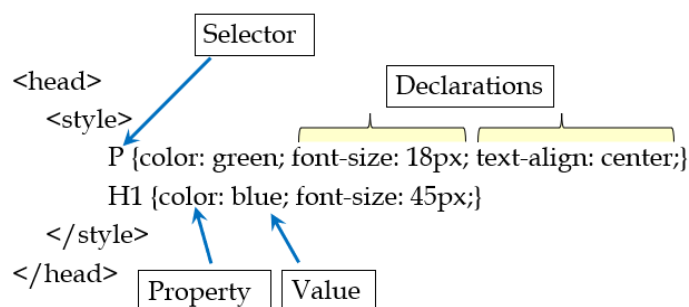 Selector
<head>
Declarations
<style>
P {color: green; font-size: 18px; text-align: center;}
H1 {color: blue; font-size: 45px;}
</style>
</head>
Property
Value